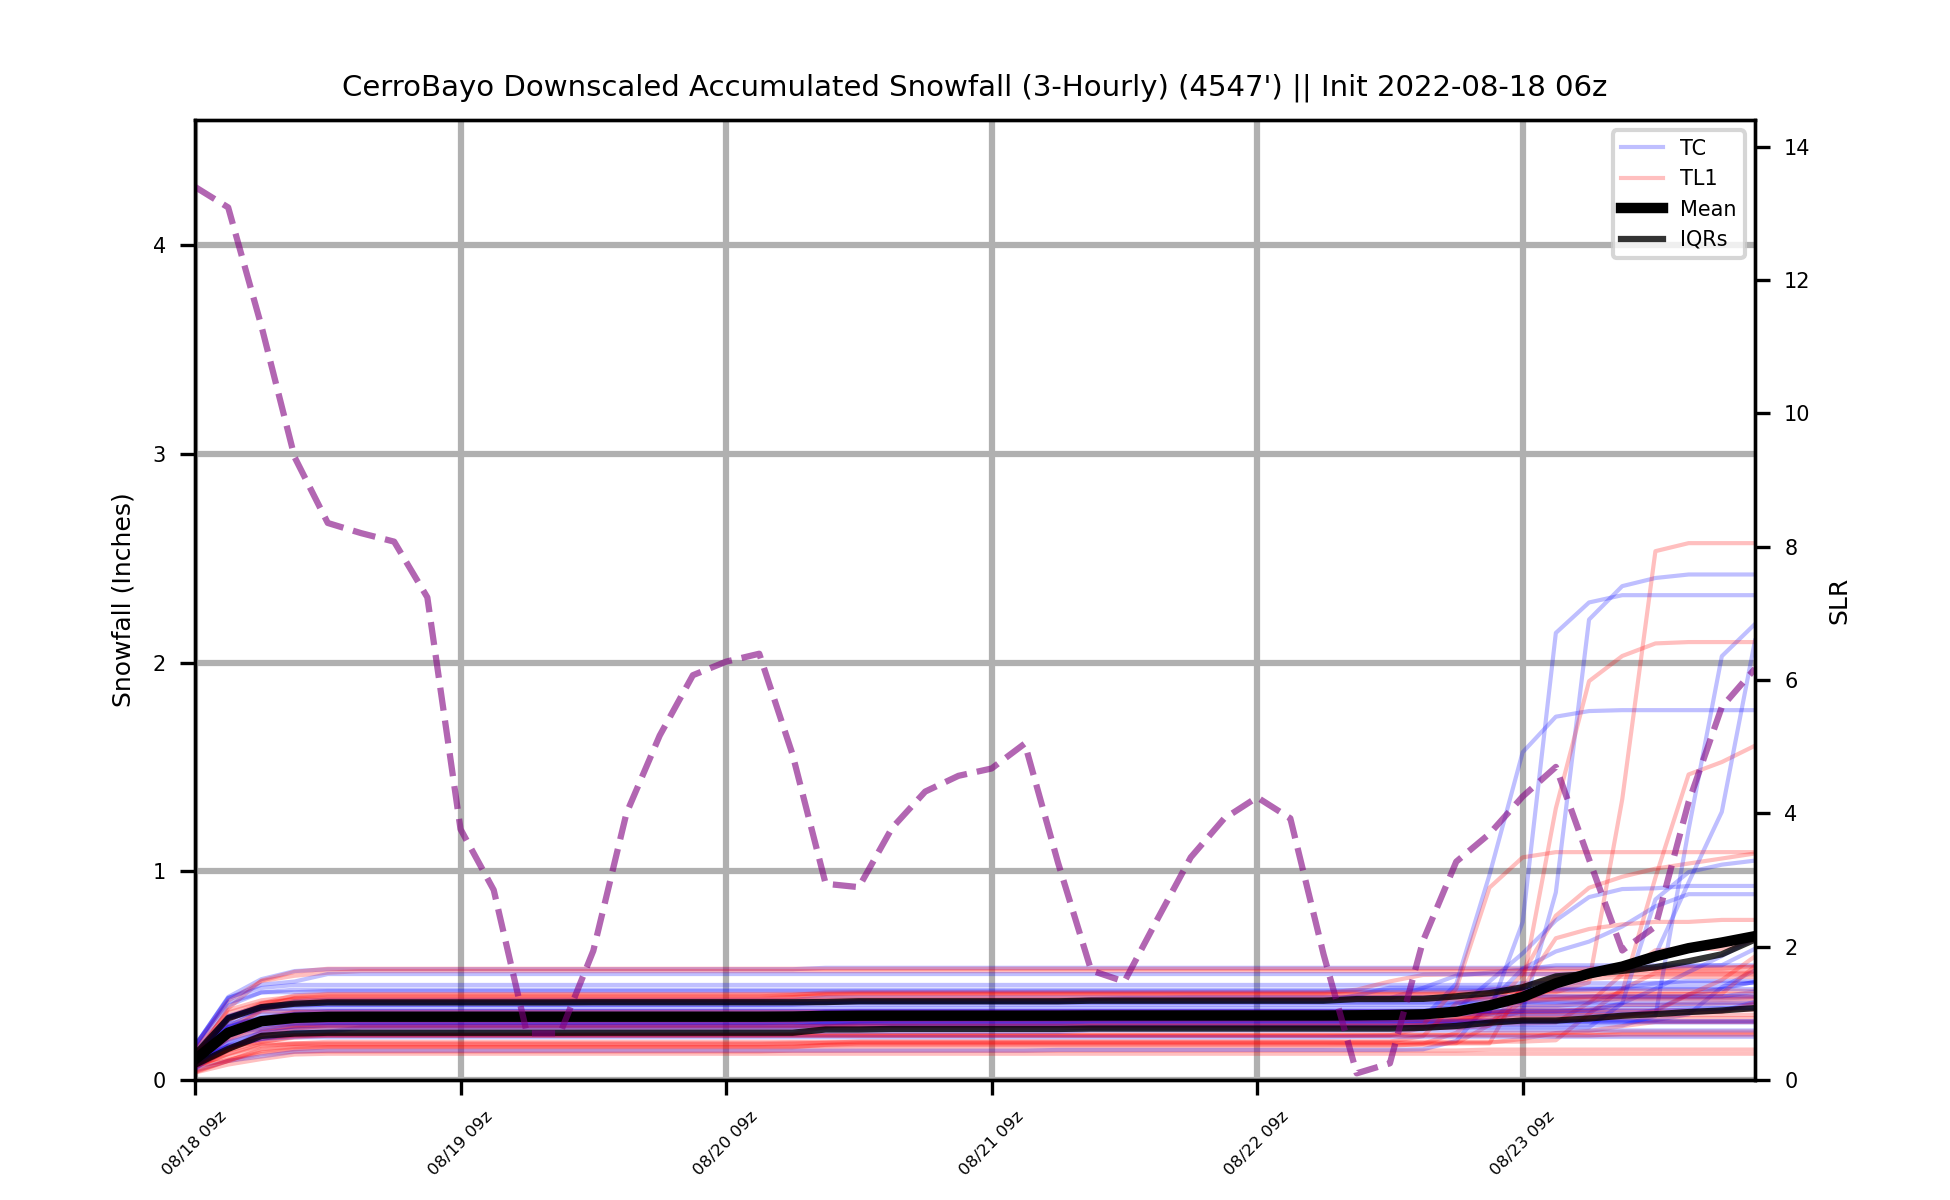 CerroBayo Downscaled Accumulated Snowfall (3-Hourly) (4547') || Init 2022-08-18 06z
TC
TL1
Mean
IQRs
Snowfall (Inches)
4
3
2
1
0
SLR
14
12
10
8
6
4
2
0
08/18 09z
08/19 09z
08/20 09z
08/21 09z
08/22 09z
08/23 09z